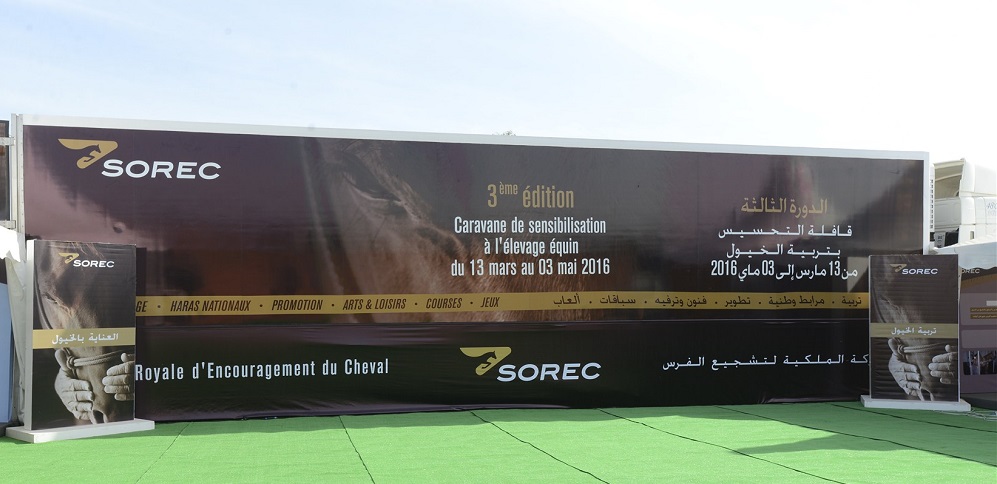 SOREC
3ème édition
Caravane de sensibilisation
à l'élevage équin
du 13 mars au 03 mai 2016
الدورة الثالثة
قافلة التحسيس
بتربية الخيول
من 13 مارس إلى 03 ماي 2016
GE · HARAS NATIONAUX · PROMOTION · ARTS & LOISIRS · COURSES · JEUX
تربية · مرابط وطنية · تطوير · فنون وترفيه · سباقات · ألعاب
Royale d'Encouragement du Cheval
SOREC
كة الملكية لتشجيع الفرس
SOREC
العناية بالخيول
SOREC
تربية الخيول